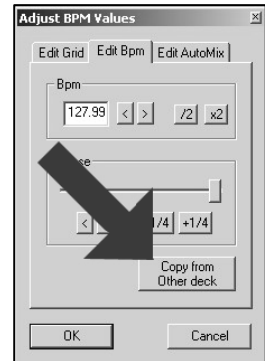 Adjust BPM Values
Edit Grid Edit Bpm Edit AutoMix
Bpm
127.99 < > /2 x2
< /4 +1/4
Copy from
Other deck
OK Cancel